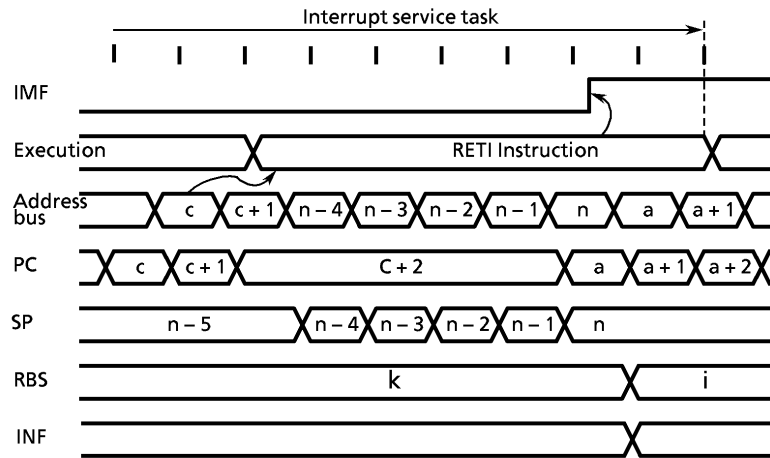 Interrupt service task
IMF
Execution RETI Instruction
Address bus c c + 1 n − 4 n − 3 n − 2 n − 1 n a a + 1
PC c c + 1 C + 2 a a + 1 a + 2
SP n − 5 n − 4 n − 3 n − 2 n − 1 n
RBS k i
INF